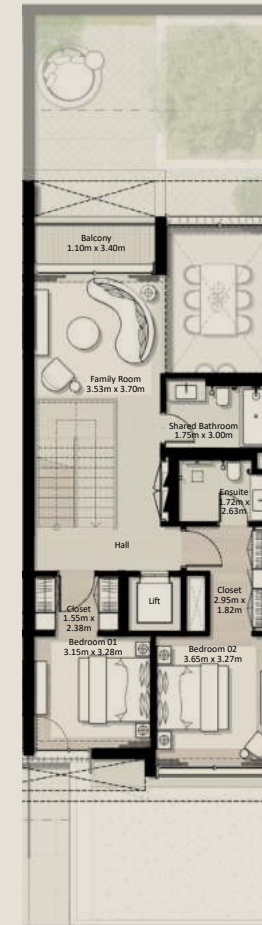 Balcony
1.10m x 3.40m
Family Room
3.53m x 3.70m
Shared Bathroom
1.75m x 3.00m
Ensuite
1.72m x
2.63m
Hall
Closet
1.55m x
2.38m
Lift
Closet
2.95m x
1.82m
Bedroom 01
3.15m x 3.28m
Bedroom 02
3.65m x 3.27m